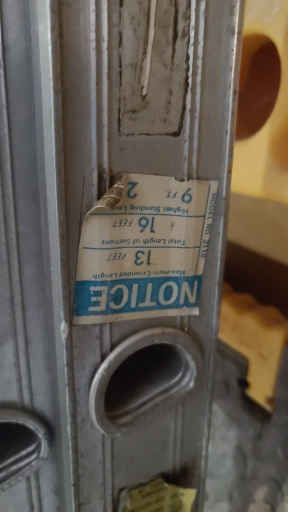 NOTICE
Maximum Extended Length
13 FEET
Total Length of Sections
16 FEET
Highest Standing Level
9 FT. 2